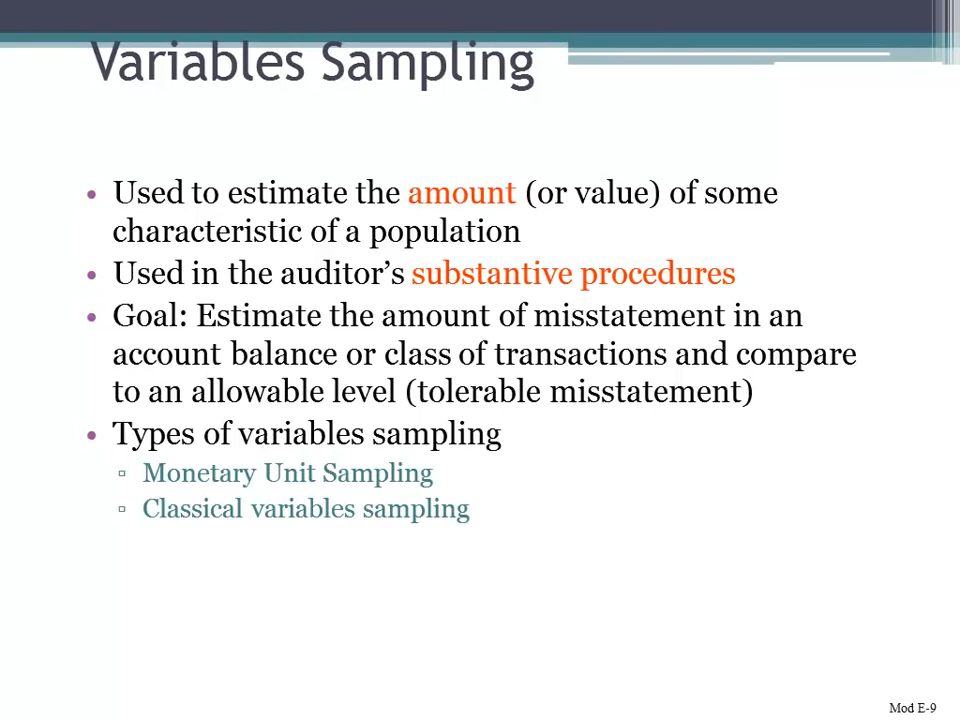 Variables Sampling
• Used to estimate the amount (or value) of some
characteristic of a population
• Used in the auditor’s substantive procedures
• Goal: Estimate the amount of misstatement in an
account balance or class of transactions and compare
to an allowable level (tolerable misstatement)
• Types of variables sampling
▫ Monetary Unit Sampling
▫ Classical variables sampling
Mod E-9